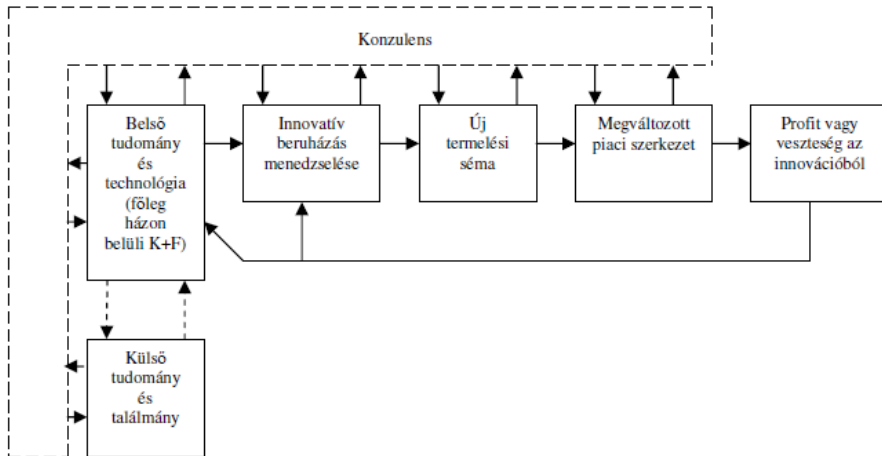 Konzulens
Belső
tudomány
és
technológia
(főleg
házon
belüli K+F)
Innovatív
beruházás
menedzselése
Új
termelési
séma
Megváltozott
piaci szerkezet
Profit vagy
veszteség az
innovációból
Külső
tudomány
és
találmány